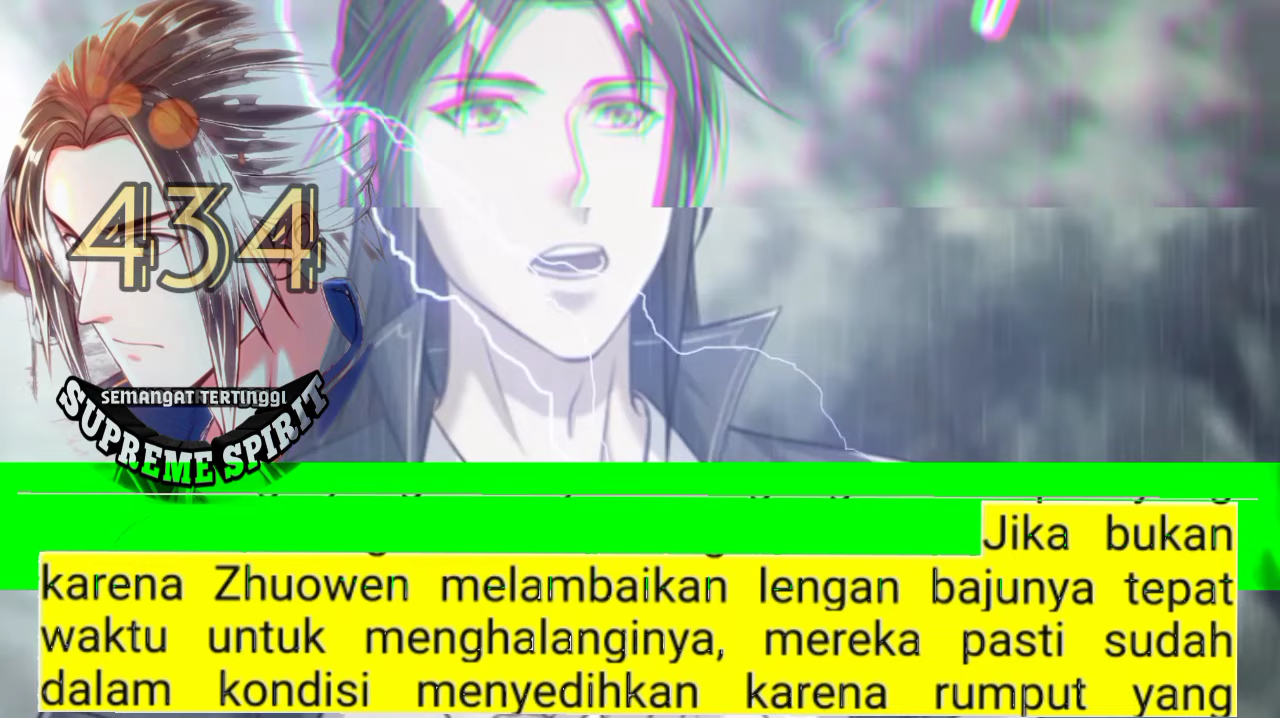 434
SEMANGAT TERTINGGI
SUPREME SPIRIT
Jika bukan
karena Zhuowen melambaikan lengan bajunya tepat
waktu untuk menghalanginya, mereka pasti sudah
dalam kondisi menyedihkan karena rumput yang